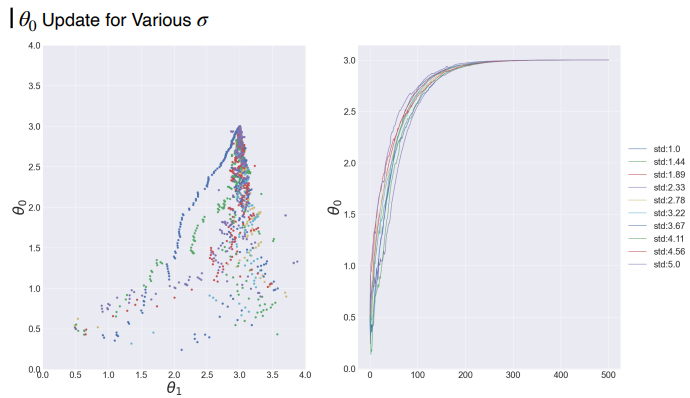 θ₀ Update for Various σ
4.0
3.5
3.0
2.5
2.0
1.5
1.0
0.5
0.0
θ₀
0.0 0.5 1.0 1.5 2.0 2.5 3.0 3.5 4.0
θ₁
3.0
2.5
2.0
1.5
1.0
0.5
0.0
θ₀
0 100 200 300 400 500
std:1.0
std:1.44
std:1.89
std:2.33
std:2.78
std:3.22
std:3.67
std:4.11
std:4.56
std:5.0